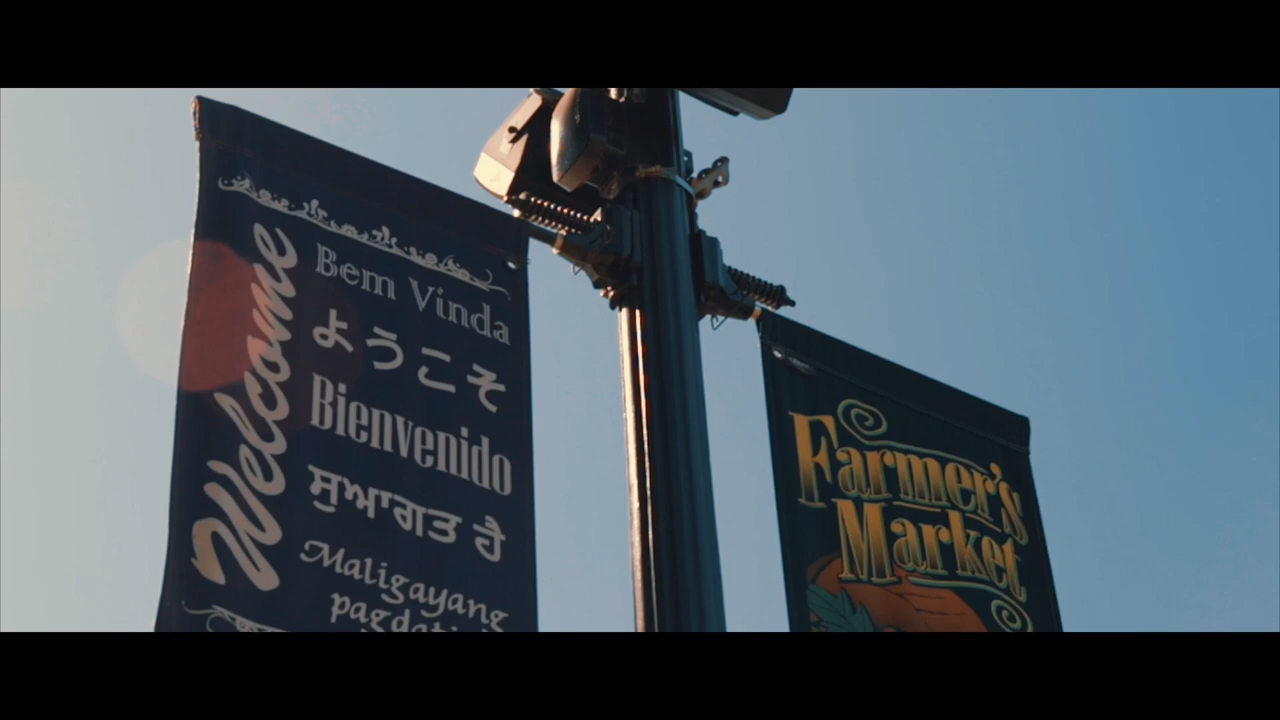 Welcome
Bem Vinda
ようこそ
Bienvenido
ਸੁਆਗਤ ਹੈ
Maligayang
Farmer's
Market